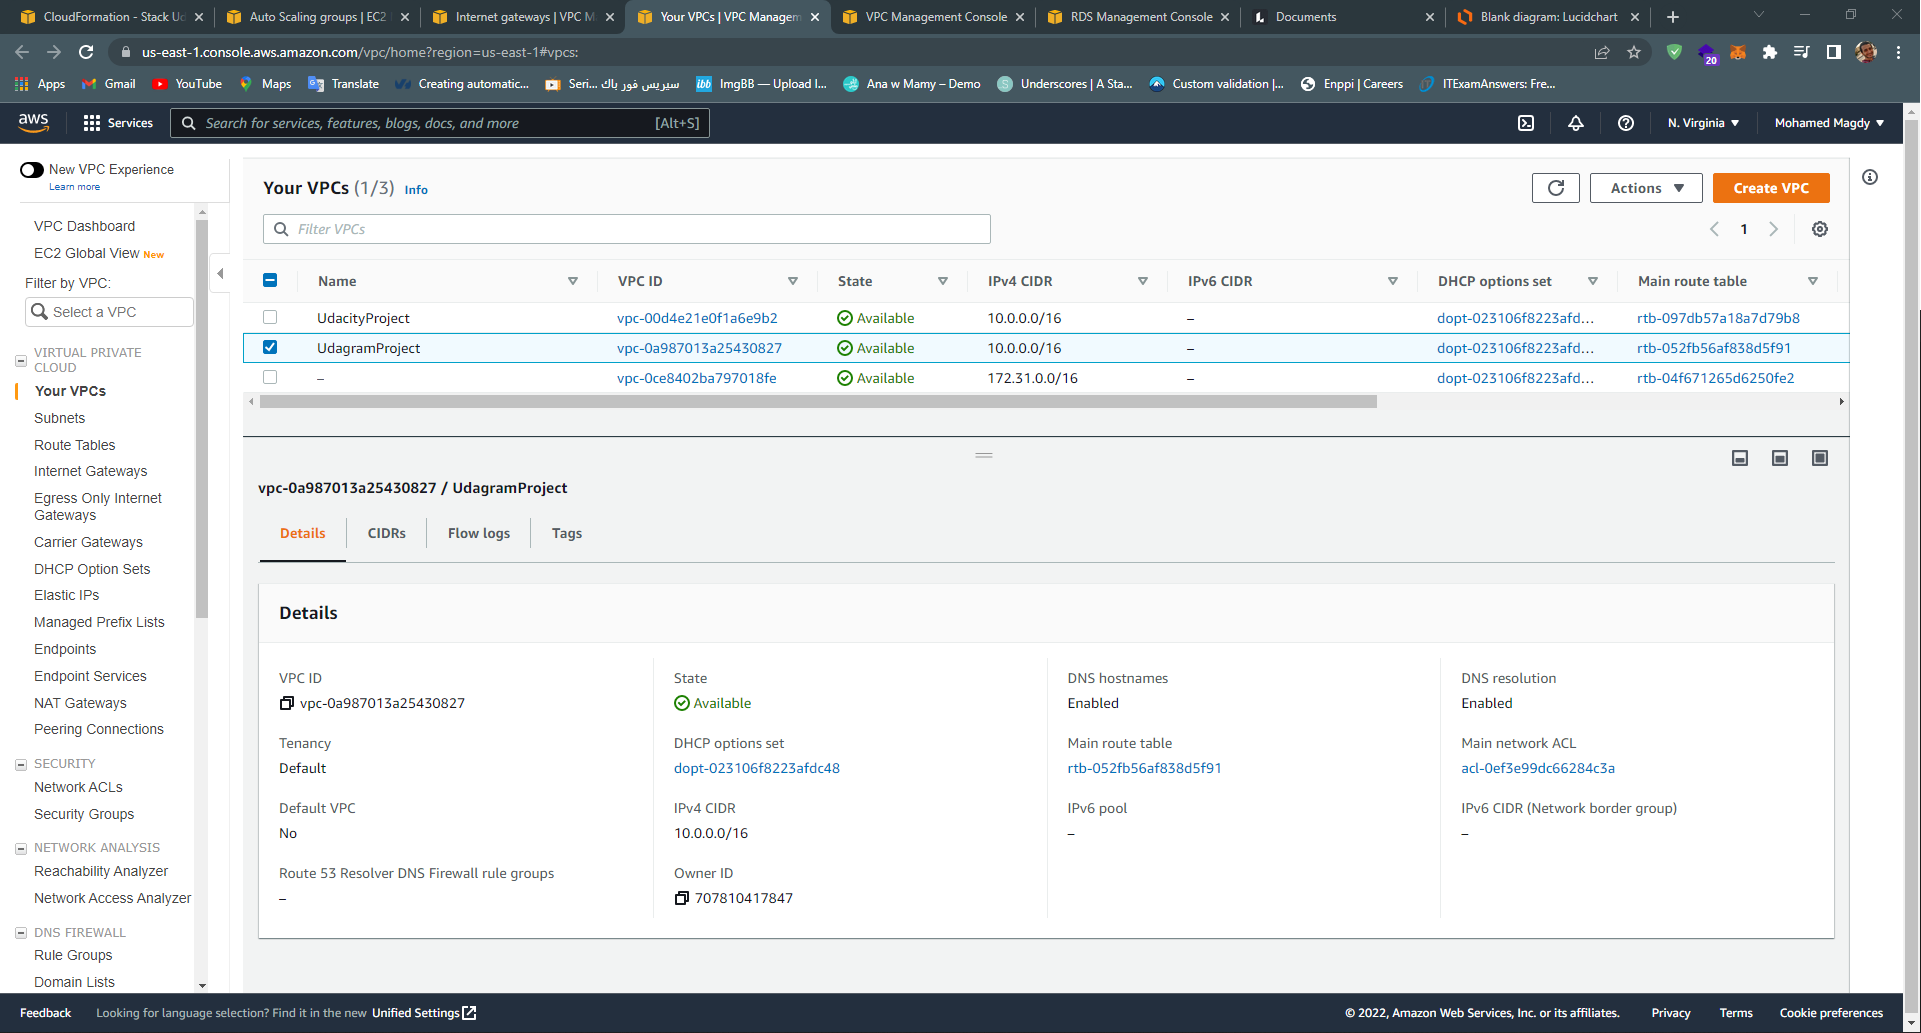 CloudFormation - Stack Ud
Auto Scaling groups | EC2
Internet gateways | VPC M
Your VPCs | VPC Managem
VPC Management Console
RDS Management Console
Documents
Blank diagram: Lucidchart
us-east-1.console.aws.amazon.com/vpc/home?region=us-east-1#vpcs:
20
Apps
Gmail
YouTube
Maps
Translate
Creating automatic...
Seri... سيريس فور باك
ibb
ImgBB — Upload I...
Ana w Mamy – Demo
S
Underscores | A Sta...
Custom validation |...
Enppi | Careers
ITExamAnswers: Fre...
aws
Services
Search for services, features, blogs, docs, and more
[Alt+S]
N. Virginia
Mohamed Magdy
New VPC Experience
Learn more
VPC Dashboard
EC2 Global View New
Filter by VPC:
Select a VPC
VIRTUAL PRIVATE
CLOUD
Your VPCs
Subnets
Route Tables
Internet Gateways
Egress Only Internet
Gateways
Carrier Gateways
DHCP Option Sets
Elastic IPs
Managed Prefix Lists
Endpoints
Endpoint Services
NAT Gateways
Peering Connections
SECURITY
Network ACLs
Security Groups
NETWORK ANALYSIS
Reachability Analyzer
Network Access Analyzer
DNS FIREWALL
Rule Groups
Domain Lists
Your VPCs (1/3) Info
Actions
Create VPC
Filter VPCs
1
Name VPC ID State IPv4 CIDR IPv6 CIDR DHCP options set Main route table
UdacityProject vpc-00d4e21e0f1a6e9b2 Available 10.0.0.0/16 – dopt-023106f8223afd... rtb-097db57a18a7d79b8
UdagramProject vpc-0a987013a25430827 Available 10.0.0.0/16 – dopt-023106f8223afd... rtb-052fb56af838d5f91
– vpc-0ce8402ba797018fe Available 172.31.0.0/16 – dopt-023106f8223afd... rtb-04f671265d6250fe2
vpc-0a987013a25430827 / UdagramProject
Details CIDRs Flow logs Tags
Details
VPC ID
vpc-0a987013a25430827
State
Available
DNS hostnames
Enabled
DNS resolution
Enabled
Tenancy
Default
DHCP options set
dopt-023106f8223afdc48
Main route table
rtb-052fb56af838d5f91
Main network ACL
acl-0ef3e99dc66284c3a
Default VPC
No
IPv4 CIDR
10.0.0.0/16
IPv6 pool
–
IPv6 CIDR (Network border group)
–
Route 53 Resolver DNS Firewall rule groups
–
Owner ID
707810417847
Feedback
Looking for language selection? Find it in the new Unified Settings
© 2022, Amazon Web Services, Inc. or its affiliates.
Privacy
Terms
Cookie preferences